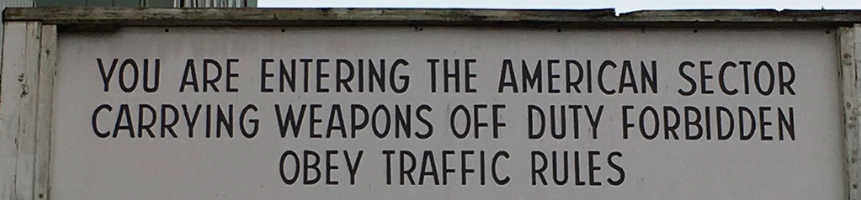 YOU ARE ENTERING THE AMERICAN SECTOR
CARRYING WEAPONS OFF DUTY FORBIDDEN
OBEY TRAFFIC RULES